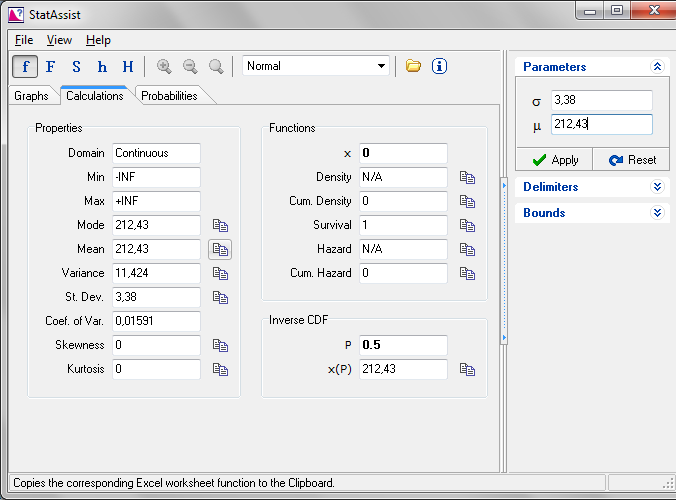 StatAssist
File View Help
f F S h H Normal
Graphs Calculations Probabilities
Properties
Domain Continuous
Min -INF
Max +INF
Mode 212,43
Mean 212,43
Variance 11,424
St. Dev. 3,38
Coef. of Var. 0,01591
Skewness 0
Kurtosis 0
Functions
x 0
Density N/A
Cum. Density 0
Survival 1
Hazard N/A
Cum. Hazard 0
Inverse CDF
P 0.5
x(P) 212,43
Parameters
σ 3,38
μ 212,43
Apply Reset
Delimiters
Bounds
Copies the corresponding Excel worksheet function to the Clipboard.